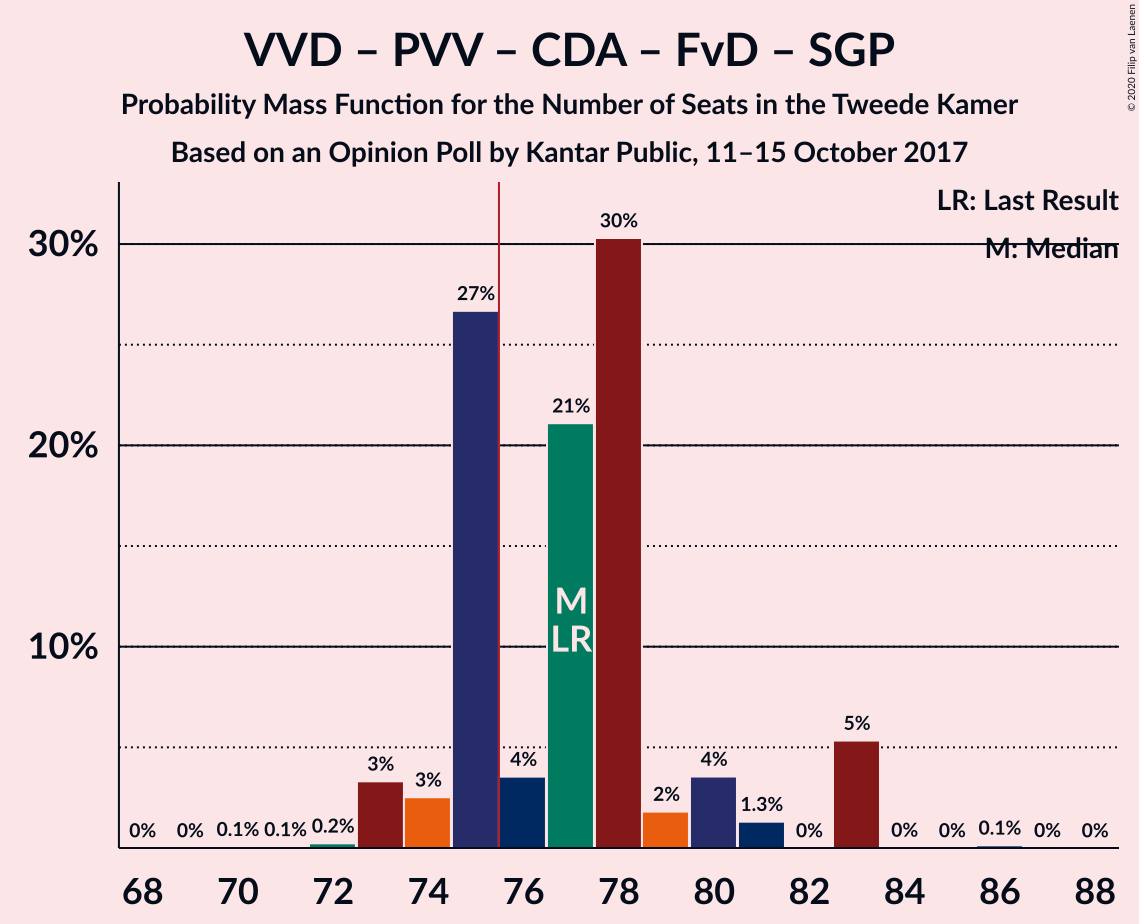 VVD – PVV – CDA – FvD – SGP
Probability Mass Function for the Number of Seats in the Tweede Kamer
Based on an Opinion Poll by Kantar Public, 11–15 October 2017
© 2020 Filip van Laenen
LR: Last Result
M: Median
30%
20%
10%
0% 0% 0.1% 0.1% 0.2% 3% 3% 27% 4% 21% 30% 2% 4% 1.3% 0% 5% 0% 0% 0.1% 0% 0%
M
LR
68 70 72 74 76 78 80 82 84 86 88